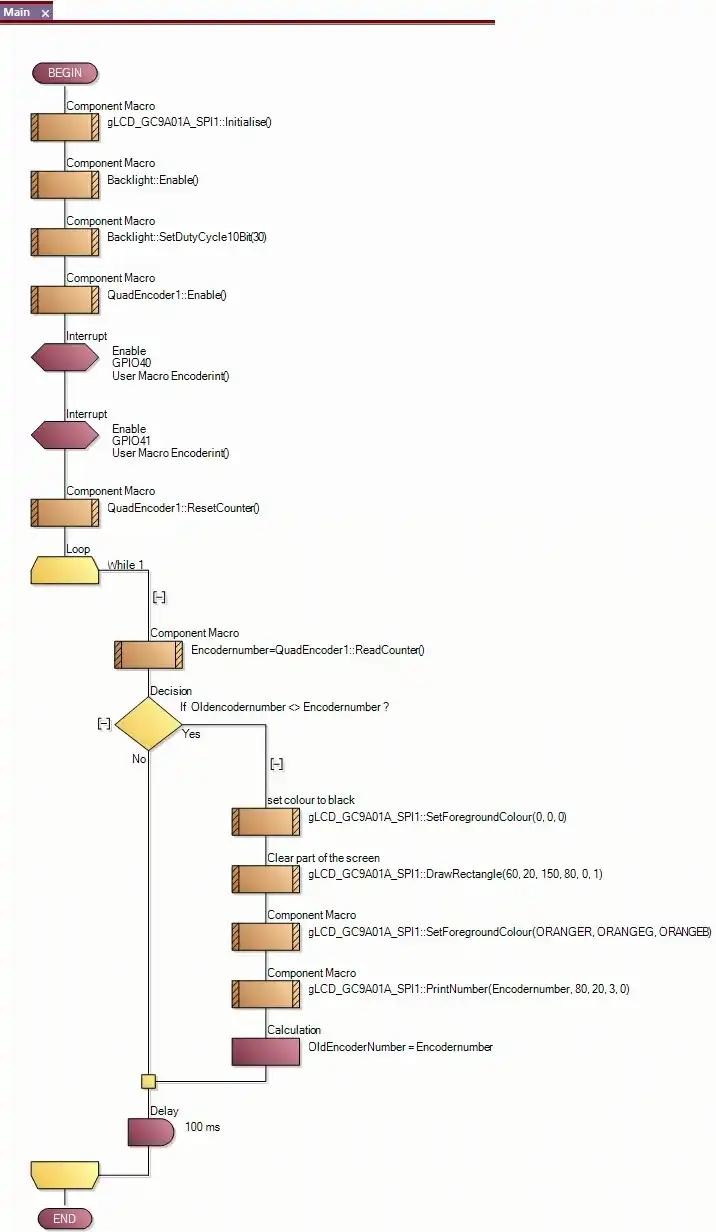 Main x
BEGIN
Component Macro
gLCD_GC9A01A_SPI1::Initialise()
Component Macro
Backlight::Enable()
Component Macro
Backlight::SetDutyCycle10Bit(30)
Component Macro
QuadEncoder1::Enable()
Interrupt
Enable
GPIO40
User Macro Encoderint()
Interrupt
Enable
GPIO41
User Macro Encoderint()
Component Macro
QuadEncoder1::ResetCounter()
Loop
While 1
[–]
Component Macro
Encodernumber=QuadEncoder1::ReadCounter()
Decision
If Oldencodernumber <> Encodernumber ?
[–]
Yes
No
[–]
set colour to black
gLCD_GC9A01A_SPI1::SetForegroundColour(0, 0, 0)
Clear part of the screen
gLCD_GC9A01A_SPI1::DrawRectangle(60, 20, 150, 80, 0, 1)
Component Macro
gLCD_GC9A01A_SPI1::SetForegroundColour(ORANGER, ORANGEG, ORANGEB)
Component Macro
gLCD_GC9A01A_SPI1::PrintNumber(Encodernumber, 80, 20, 3, 0)
Calculation
OldEncoderNumber = Encodernumber
Delay
100 ms
END